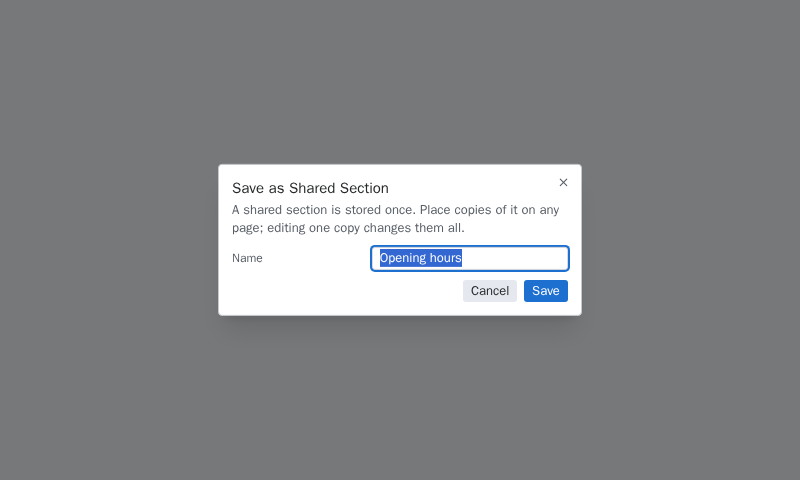 Save as Shared Section
A shared section is stored once. Place copies of it on any
page; editing one copy changes them all.
Name
Opening hours
Cancel
Save